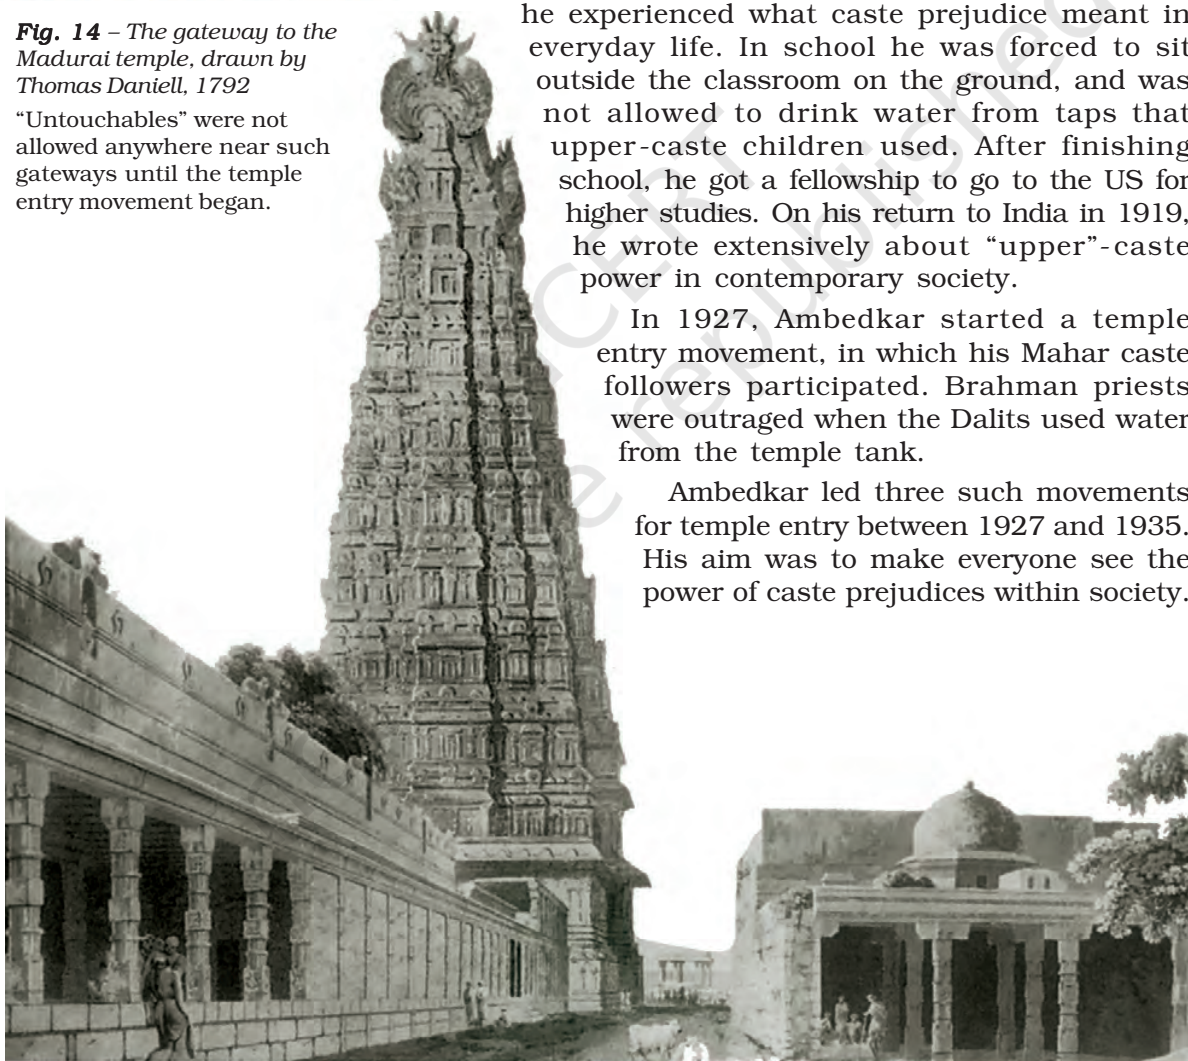 Fig. 14 – The gateway to the
Madurai temple, drawn by
Thomas Daniell, 1792
“Untouchables” were not
allowed anywhere near such
gateways until the temple
entry movement began.
he experienced what caste prejudice meant in
everyday life. In school he was forced to sit
outside the classroom on the ground, and was
not allowed to drink water from taps that
upper-caste children used. After finishing
school, he got a fellowship to go to the US for
higher studies. On his return to India in 1919,
he wrote extensively about “upper”-caste
power in contemporary society.
In 1927, Ambedkar started a temple
entry movement, in which his Mahar caste
followers participated. Brahman priests
were outraged when the Dalits used water
from the temple tank.
Ambedkar led three such movements
for temple entry between 1927 and 1935.
His aim was to make everyone see the
power of caste prejudices within society.
NCERT
republished